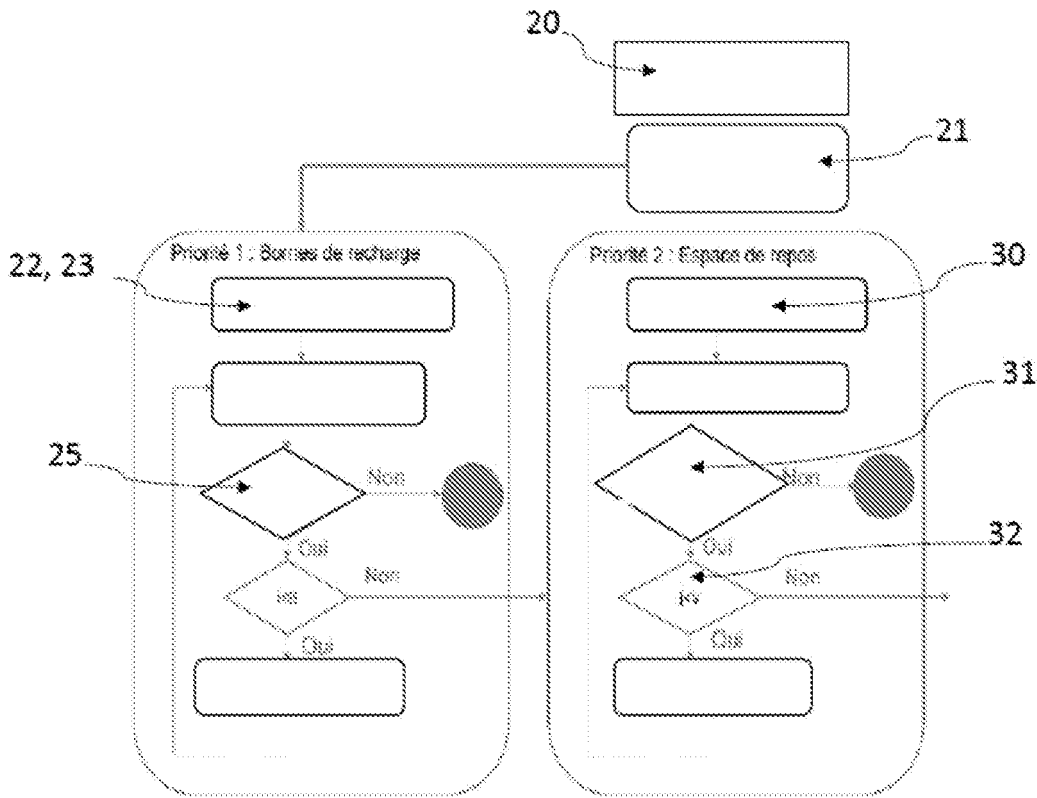 20
21
Priorité 1 : Bornes de recharge
Priorité 2 : Espace de repos
22, 23
30
31
25
Non
Non
Oui
Oui
32
Non
Non
Oui
Oui